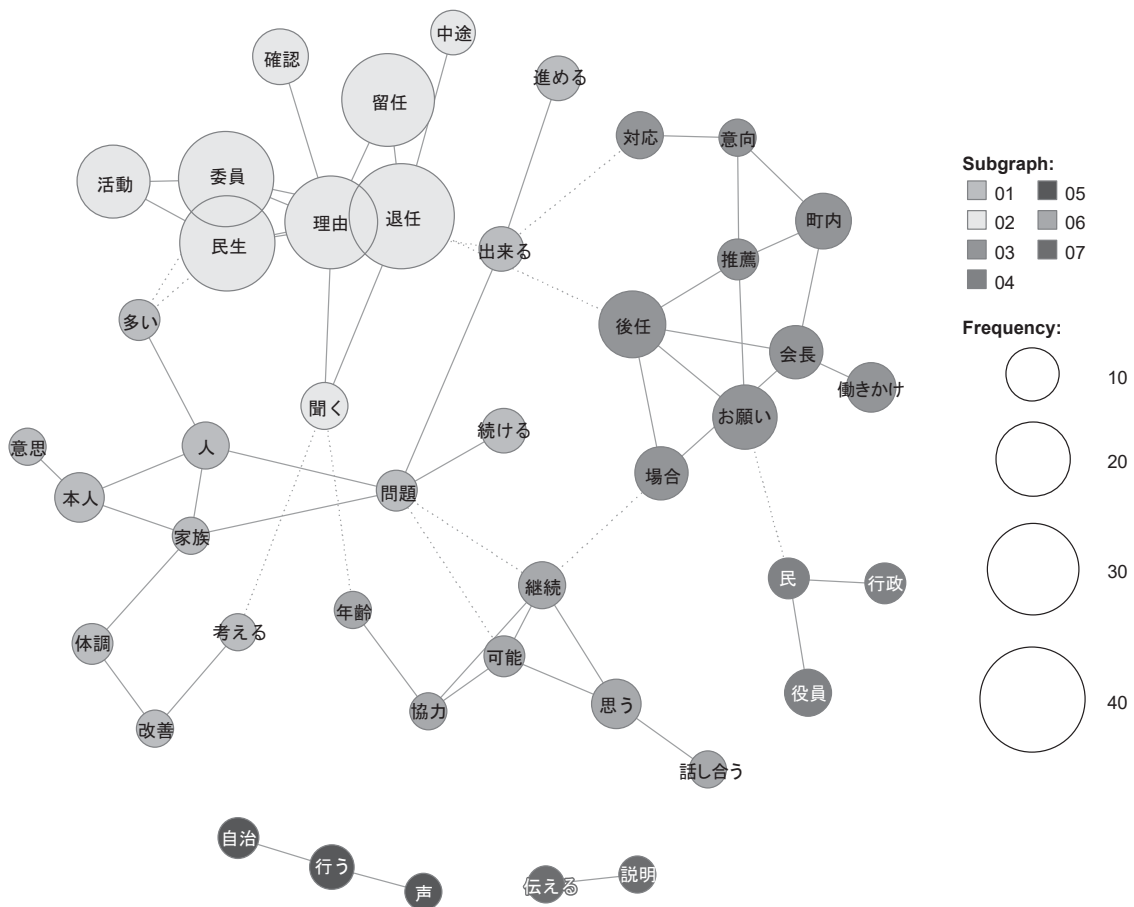 中途
確認
進める
留任
対応
意向
委員
活動
町内
退任
理由
民生
出来る
推薦
多い
後任
会長
働きかけ
聞く
お願い
続ける
人
意思
場合
問題
本人
家族
継続
民
行政
年齢
考える
体調
可能
役員
思う
協力
改善
話し合う
自治
行う
声
伝える
説明
Subgraph:
01
05
02
06
03
07
04
Frequency:
10
20
30
40